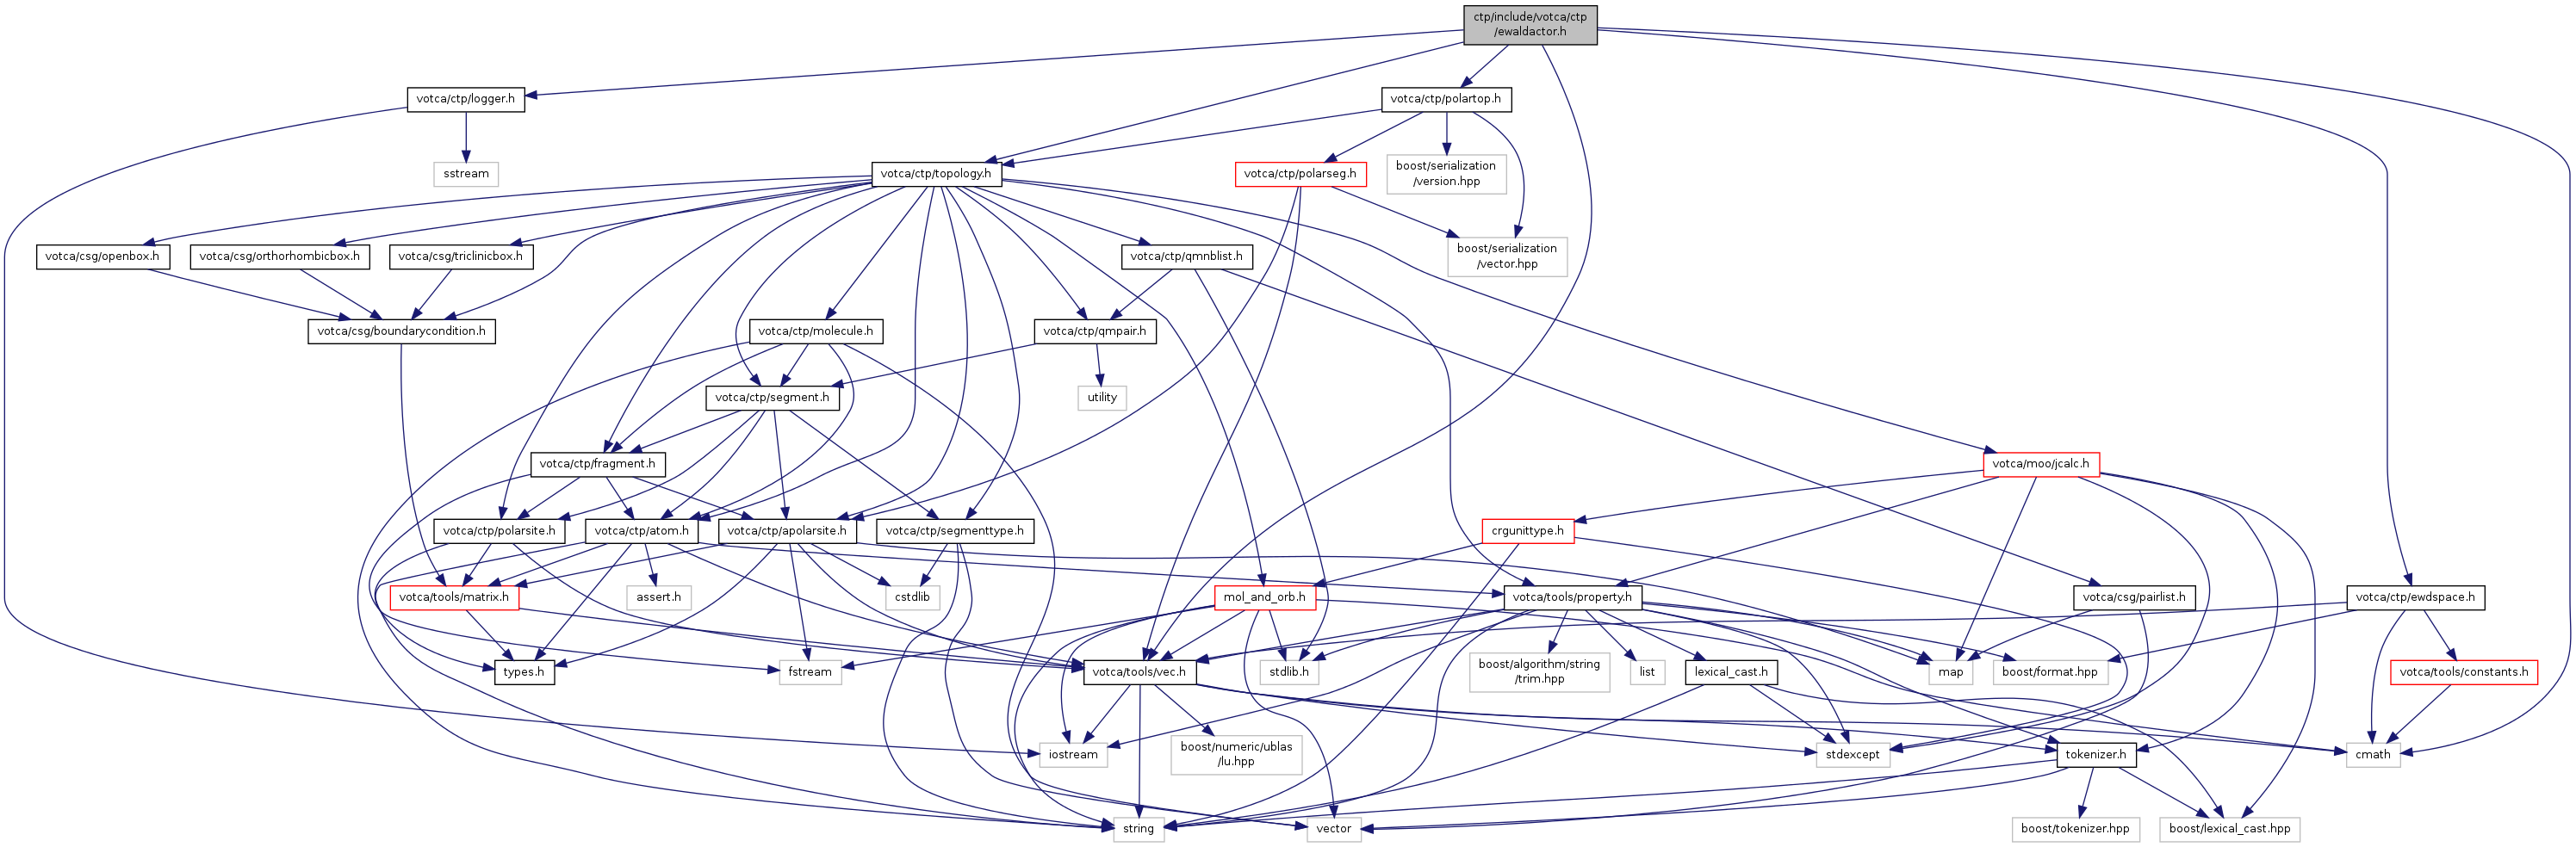 ctp/include/votca/ctp
/ewaldactor.h
votca/ctp/logger.h
votca/ctp/polartop.h
sstream
votca/ctp/topology.h
votca/ctp/polarseg.h
boost/serialization
/version.hpp
votca/csg/openbox.h
votca/csg/orthorhombicbox.h
votca/csg/triclinicbox.h
votca/ctp/qmnblist.h
boost/serialization
/vector.hpp
votca/csg/boundarycondition.h
votca/ctp/molecule.h
votca/ctp/qmpair.h
votca/ctp/segment.h
utility
votca/ctp/fragment.h
votca/moo/jcalc.h
votca/ctp/polarsite.h
votca/ctp/atom.h
votca/ctp/apolarsite.h
votca/ctp/segmenttype.h
crgunittype.h
votca/tools/matrix.h
assert.h
cstdlib
mol_and_orb.h
votca/tools/property.h
votca/csg/pairlist.h
votca/ctp/ewdspace.h
types.h
fstream
votca/tools/vec.h
stdlib.h
boost/algorithm/string
/trim.hpp
list
lexical_cast.h
map
boost/format.hpp
votca/tools/constants.h
iostream
boost/numeric/ublas
/lu.hpp
stdexcept
tokenizer.h
cmath
string
vector
boost/tokenizer.hpp
boost/lexical_cast.hpp